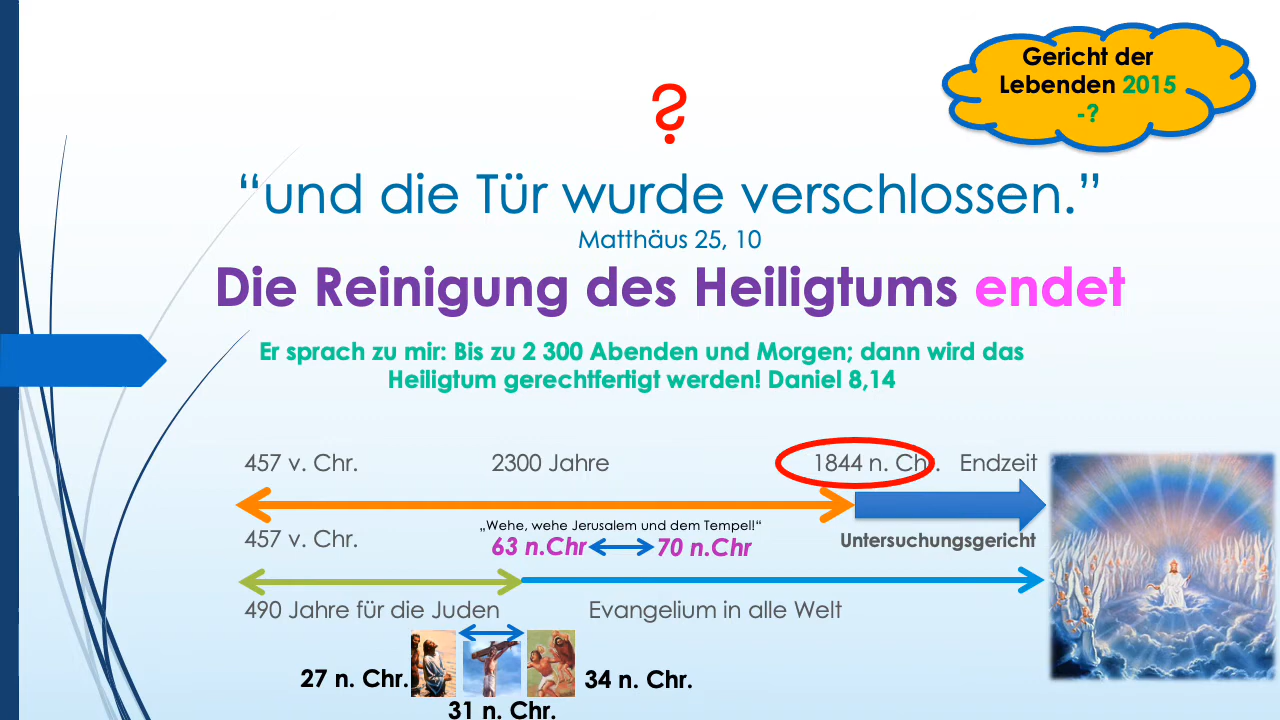 Gericht der
Lebenden 2015
-?
?
“und die Tür wurde verschlossen.”
Matthäus 25, 10
Die Reinigung des Heiligtums endet
Er sprach zu mir: Bis zu 2 300 Abenden und Morgen; dann wird das
Heiligtum gerechtfertigt werden! Daniel 8,14
457 v. Chr.
2300 Jahre
1844 n. Chr.
Endzeit
457 v. Chr.
„Wehe, wehe Jerusalem und dem Tempel!“
63 n.Chr
70 n.Chr
Untersuchungsgericht
490 Jahre für die Juden
Evangelium in alle Welt
27 n. Chr.
34 n. Chr.
31 n. Chr.